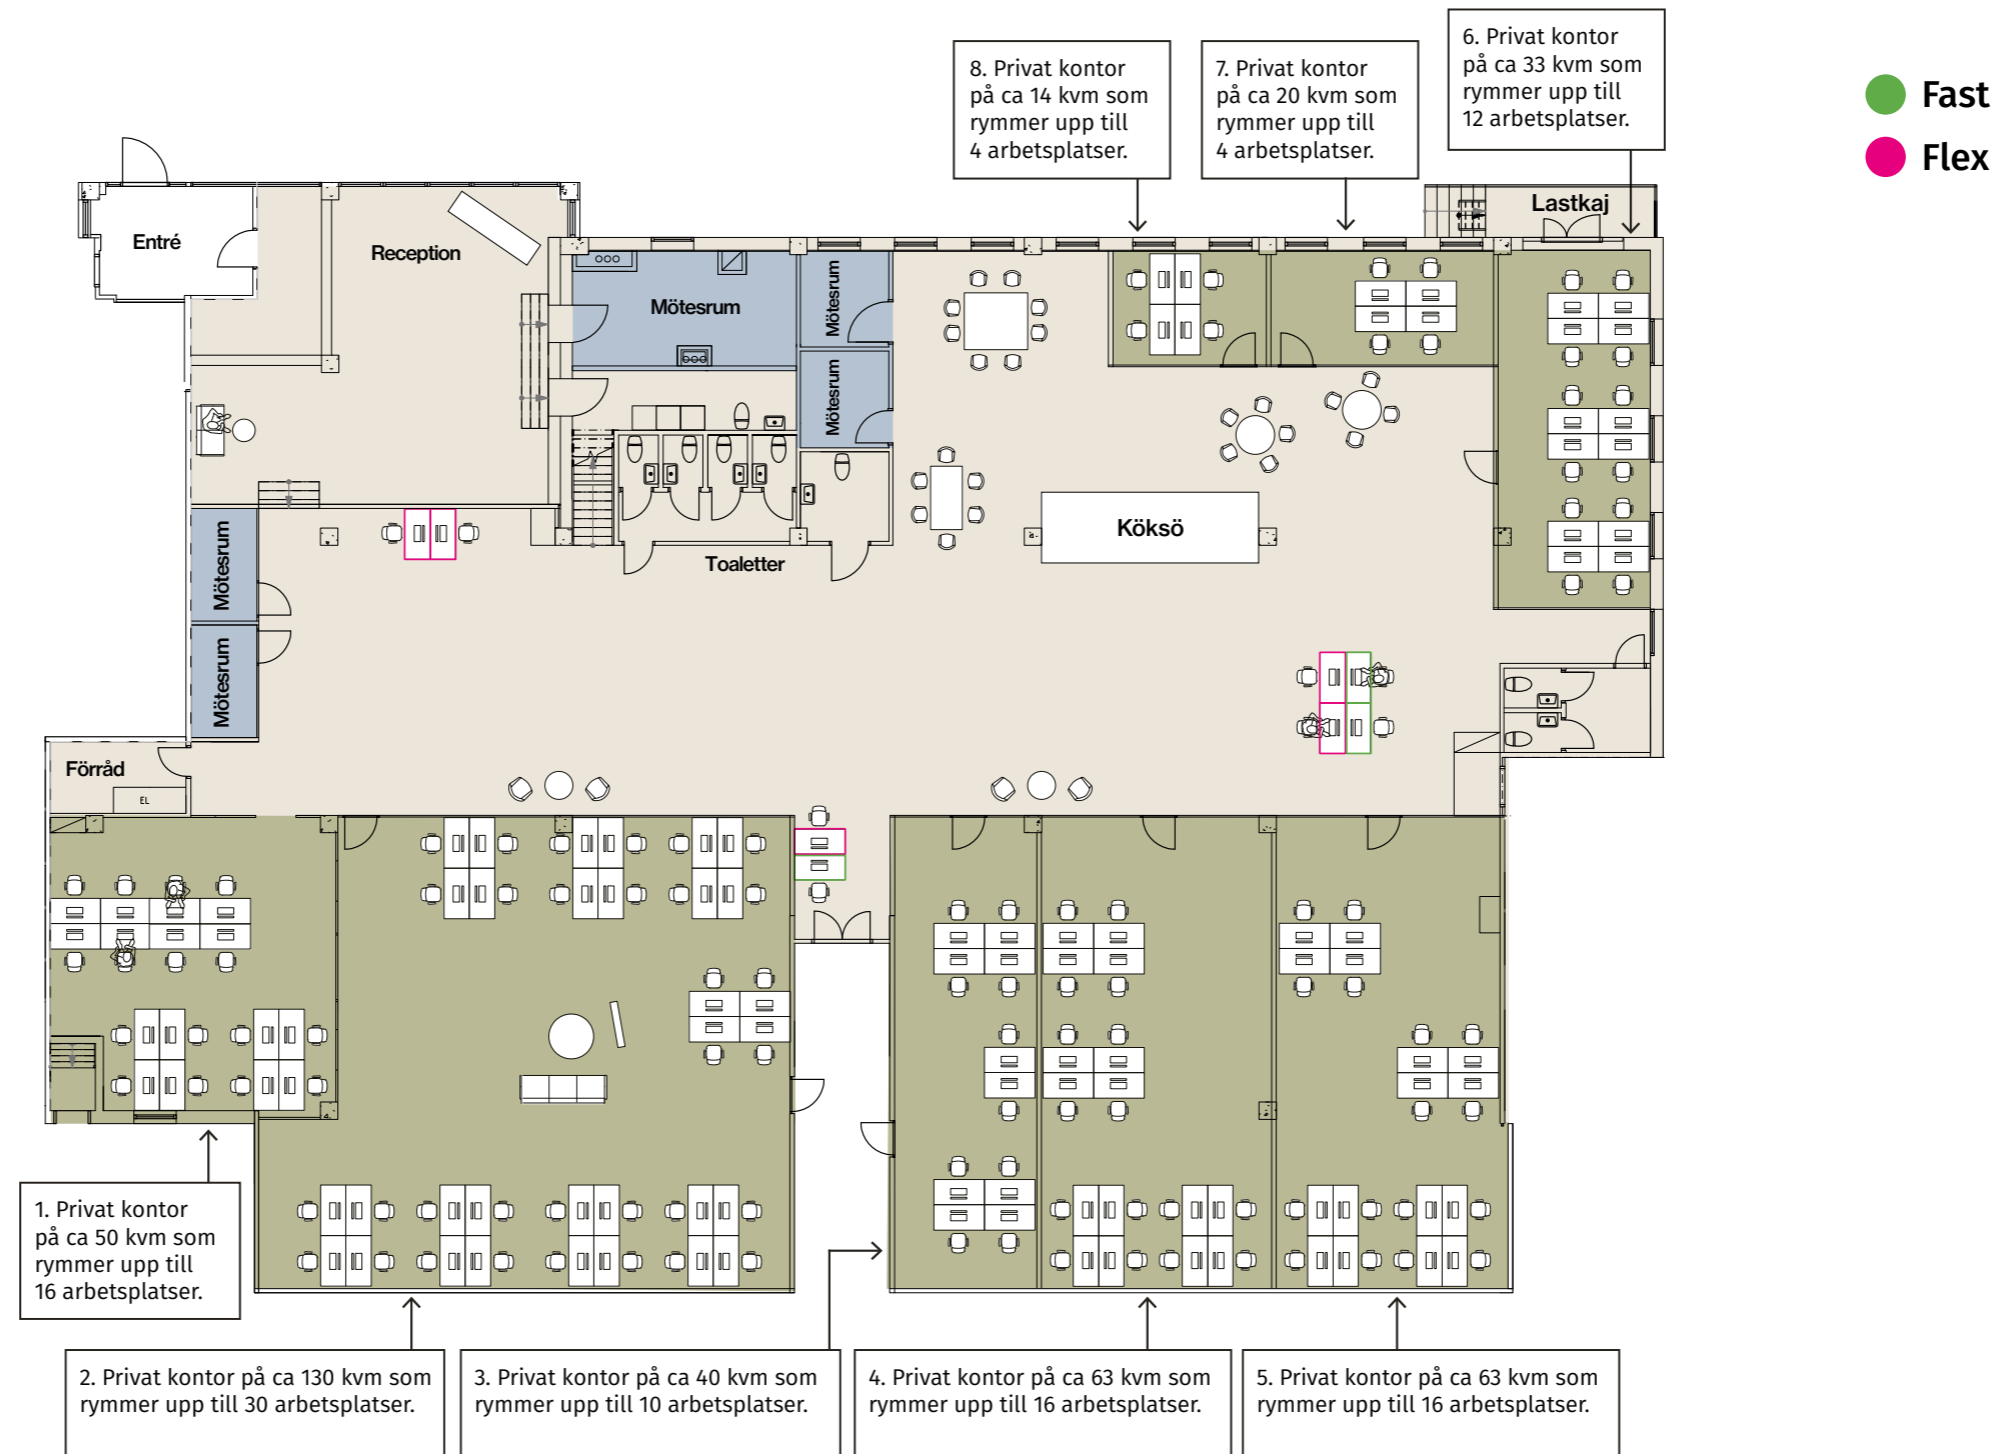 8. Privat kontor
på ca 14 kvm som
rymmer upp till
4 arbetsplatser.
7. Privat kontor
på ca 20 kvm som
rymmer upp till
4 arbetsplatser.
6. Privat kontor
på ca 33 kvm som
rymmer upp till
12 arbetsplatser.
Fast
Flex
Entré
Reception
Lastkaj
Mötesrum
Mötesrum
Mötesrum
Köksö
Toaletter
Mötesrum
Mötesrum
Förråd
EL
1. Privat kontor
på ca 50 kvm som
rymmer upp till
16 arbetsplatser.
2. Privat kontor på ca 130 kvm som
rymmer upp till 30 arbetsplatser.
3. Privat kontor på ca 40 kvm som
rymmer upp till 10 arbetsplatser.
4. Privat kontor på ca 63 kvm som
rymmer upp till 16 arbetsplatser.
5. Privat kontor på ca 63 kvm som
rymmer upp till 16 arbetsplatser.